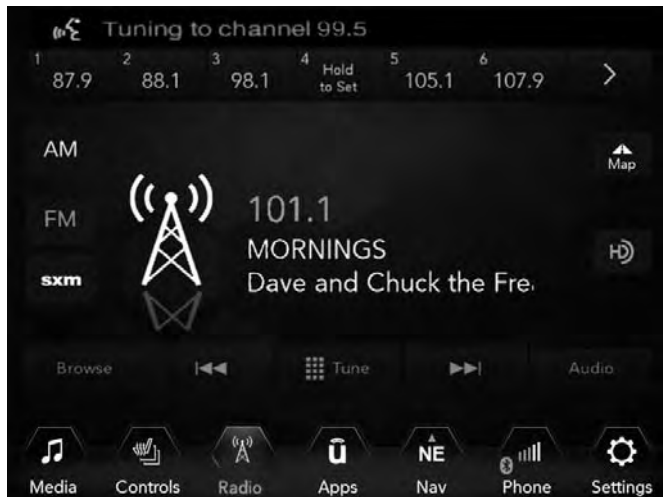 Tuning to channel 99.5
1 87.9 2 88.1 3 98.1 4 Hold to Set 5 105.1 6 107.9
AM
Map
FM
101.1
MORNINGS
HD
sxm
Dave and Chuck the Fre
Browse Tune Audio
ū NE
Media Controls Radio Apps Nav Phone Settings